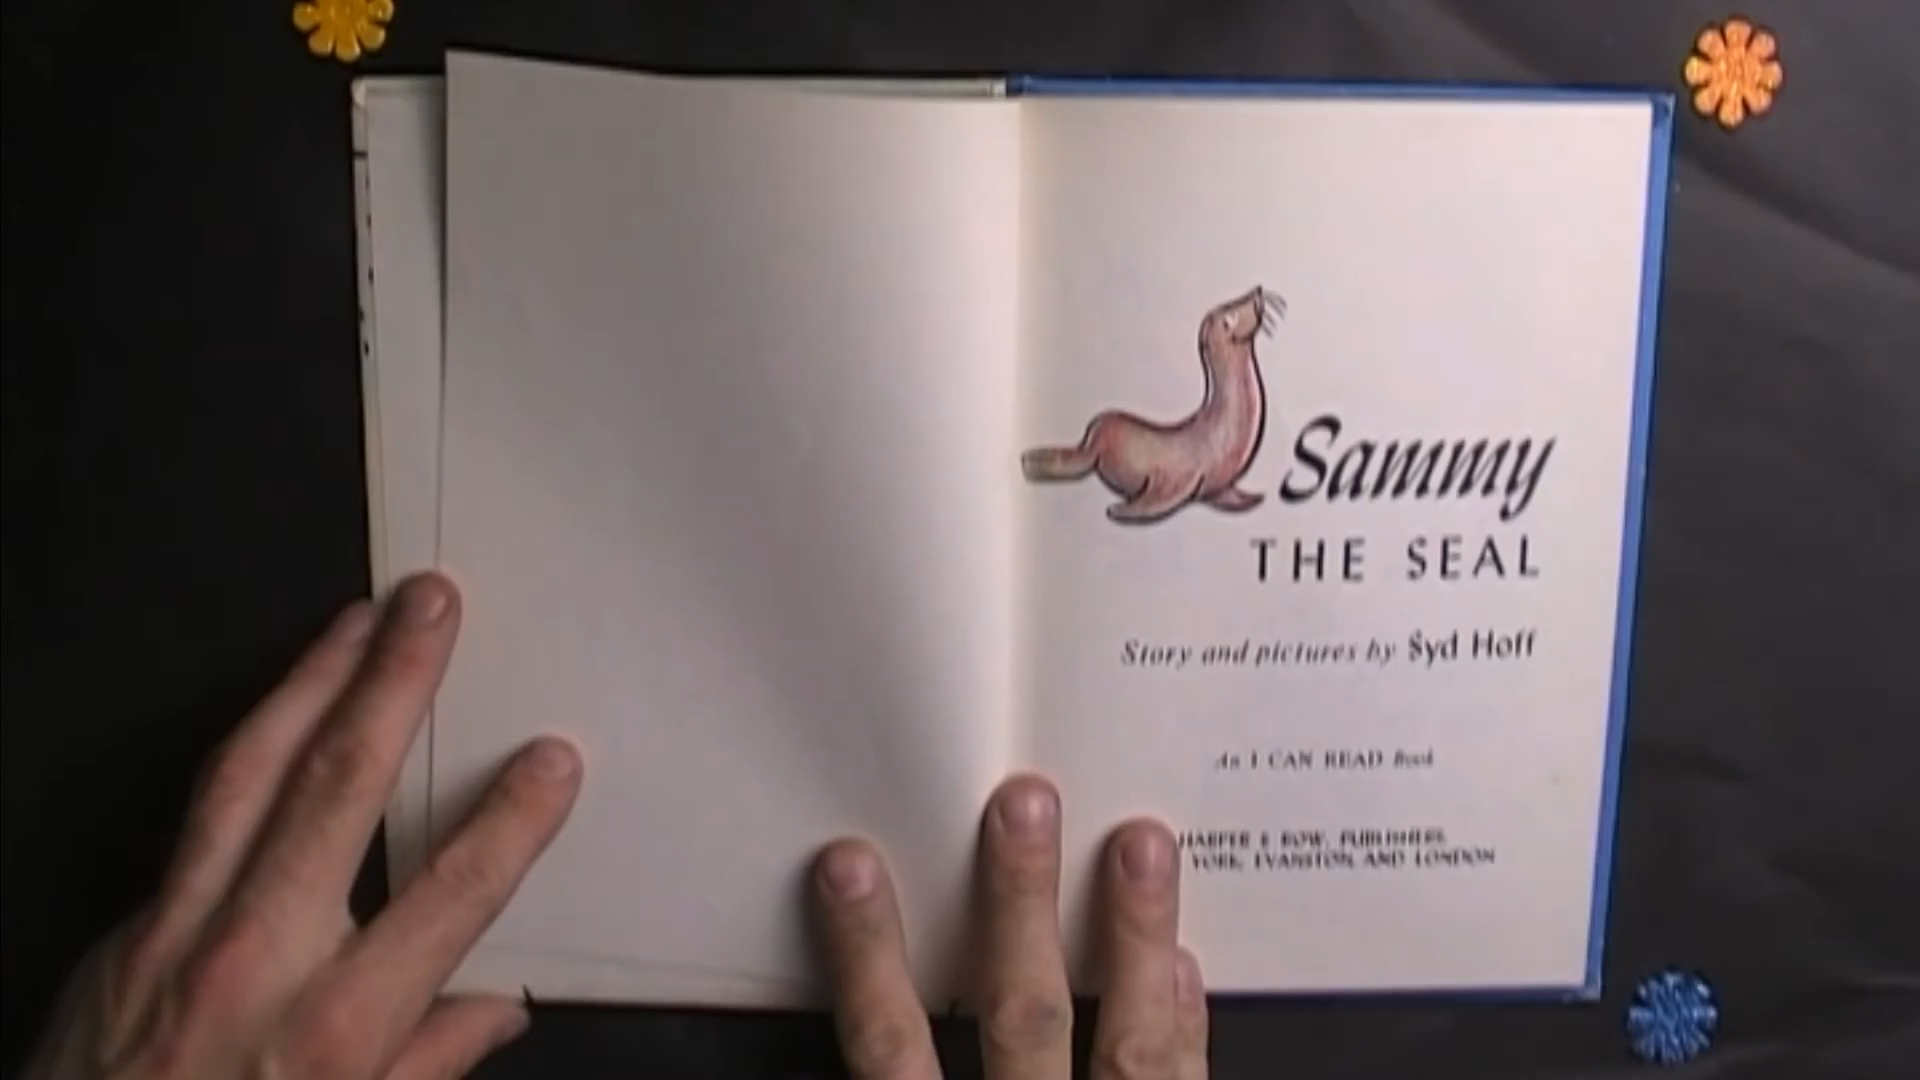 Sammy
THE SEAL
Story and pictures by Syd Hoff
An I CAN READ Book
HARPER & ROW, PUBLISHERS
YORK, EVANSTON, AND LONDON